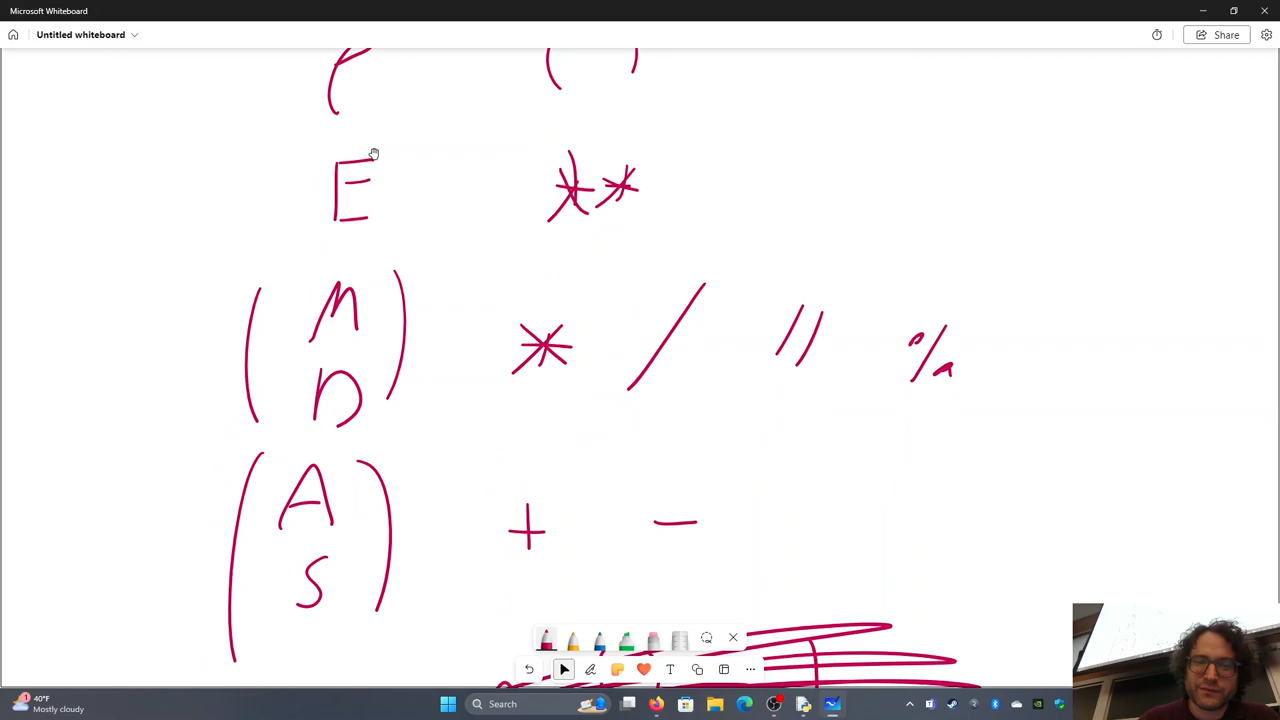 Microsoft Whiteboard
Untitled whiteboard
Share
P ( )
E **
( M
D ) * / // %
( A
S ) + -
T
40°F
Mostly cloudy
Search